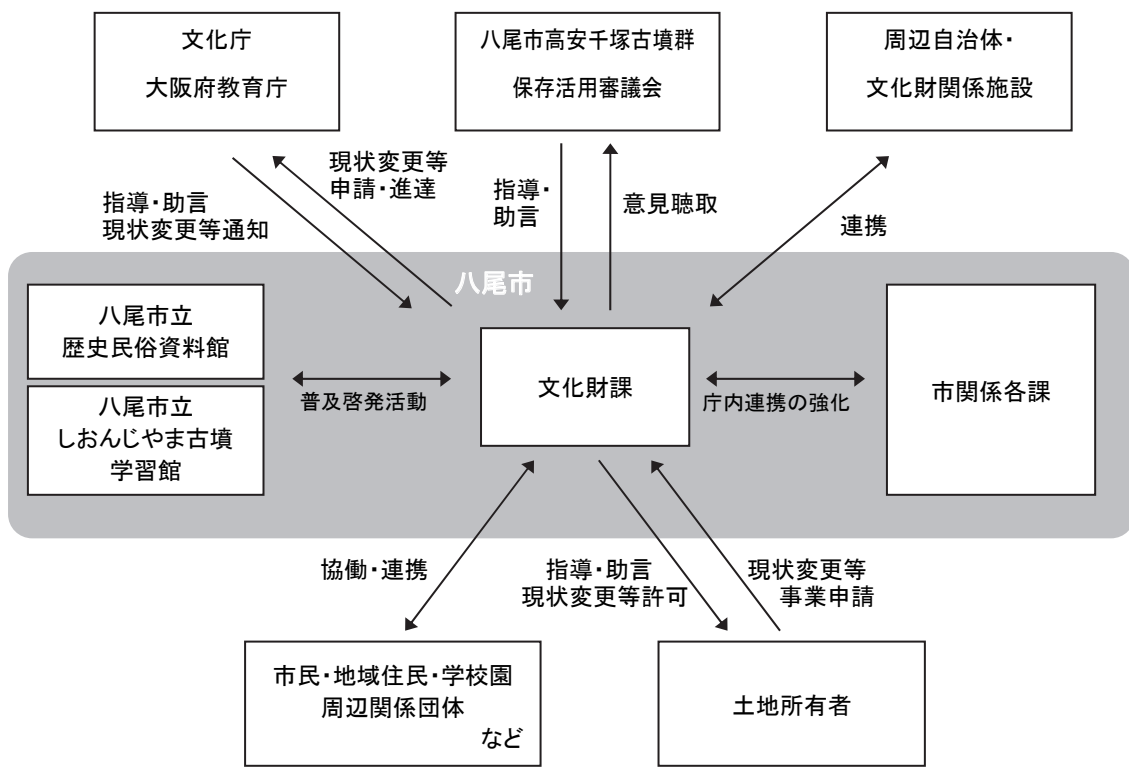 文化庁
大阪府教育庁
八尾市高安千塚古墳群
保存活用審議会
周辺自治体・
文化財関係施設
指導・助言
現状変更等通知
現状変更等
申請・進達
指導・
助言
意見聴取
連携
八尾市
八尾市立
歴史民俗資料館
八尾市立
しおんじやま古墳
学習館
普及啓発活動
文化財課
庁内連携の強化
市関係各課
協働・連携
指導・助言
現状変更等許可
現状変更等
事業申請
市民・地域住民・学校園
周辺関係団体
など
土地所有者